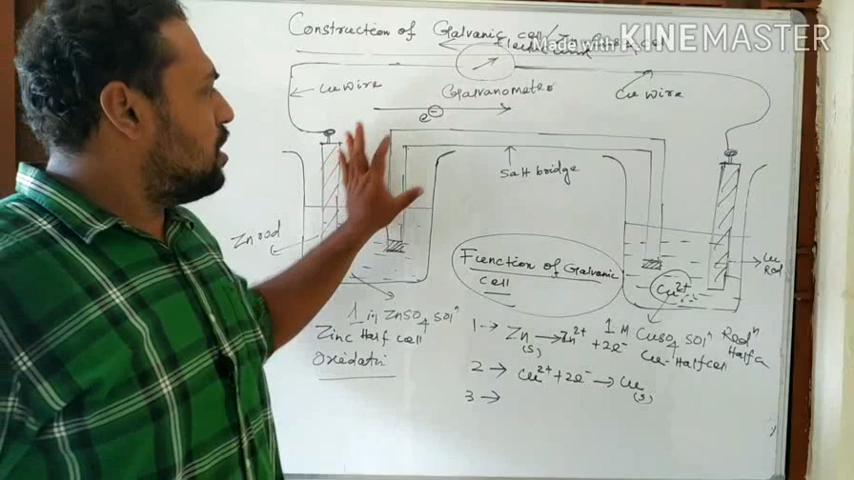 Construction of Galvanic cell/
Made with KINEMASTER
Cu wire
Galvanometer
Cu wire
e⊖
Salt bridge
Zn rod
Cu
Rod
Function of Galvanic
cell
Cu²⁺
ZnSO₄ solⁿ
Zinc Half cell
1 M CuSO₄ solⁿ Redⁿ
Cu-Half cell
1 → Zn(s) → Zn²⁺ + 2e⁻
2 → Cu²⁺ + 2e⁻ → Cu(s)
3 →